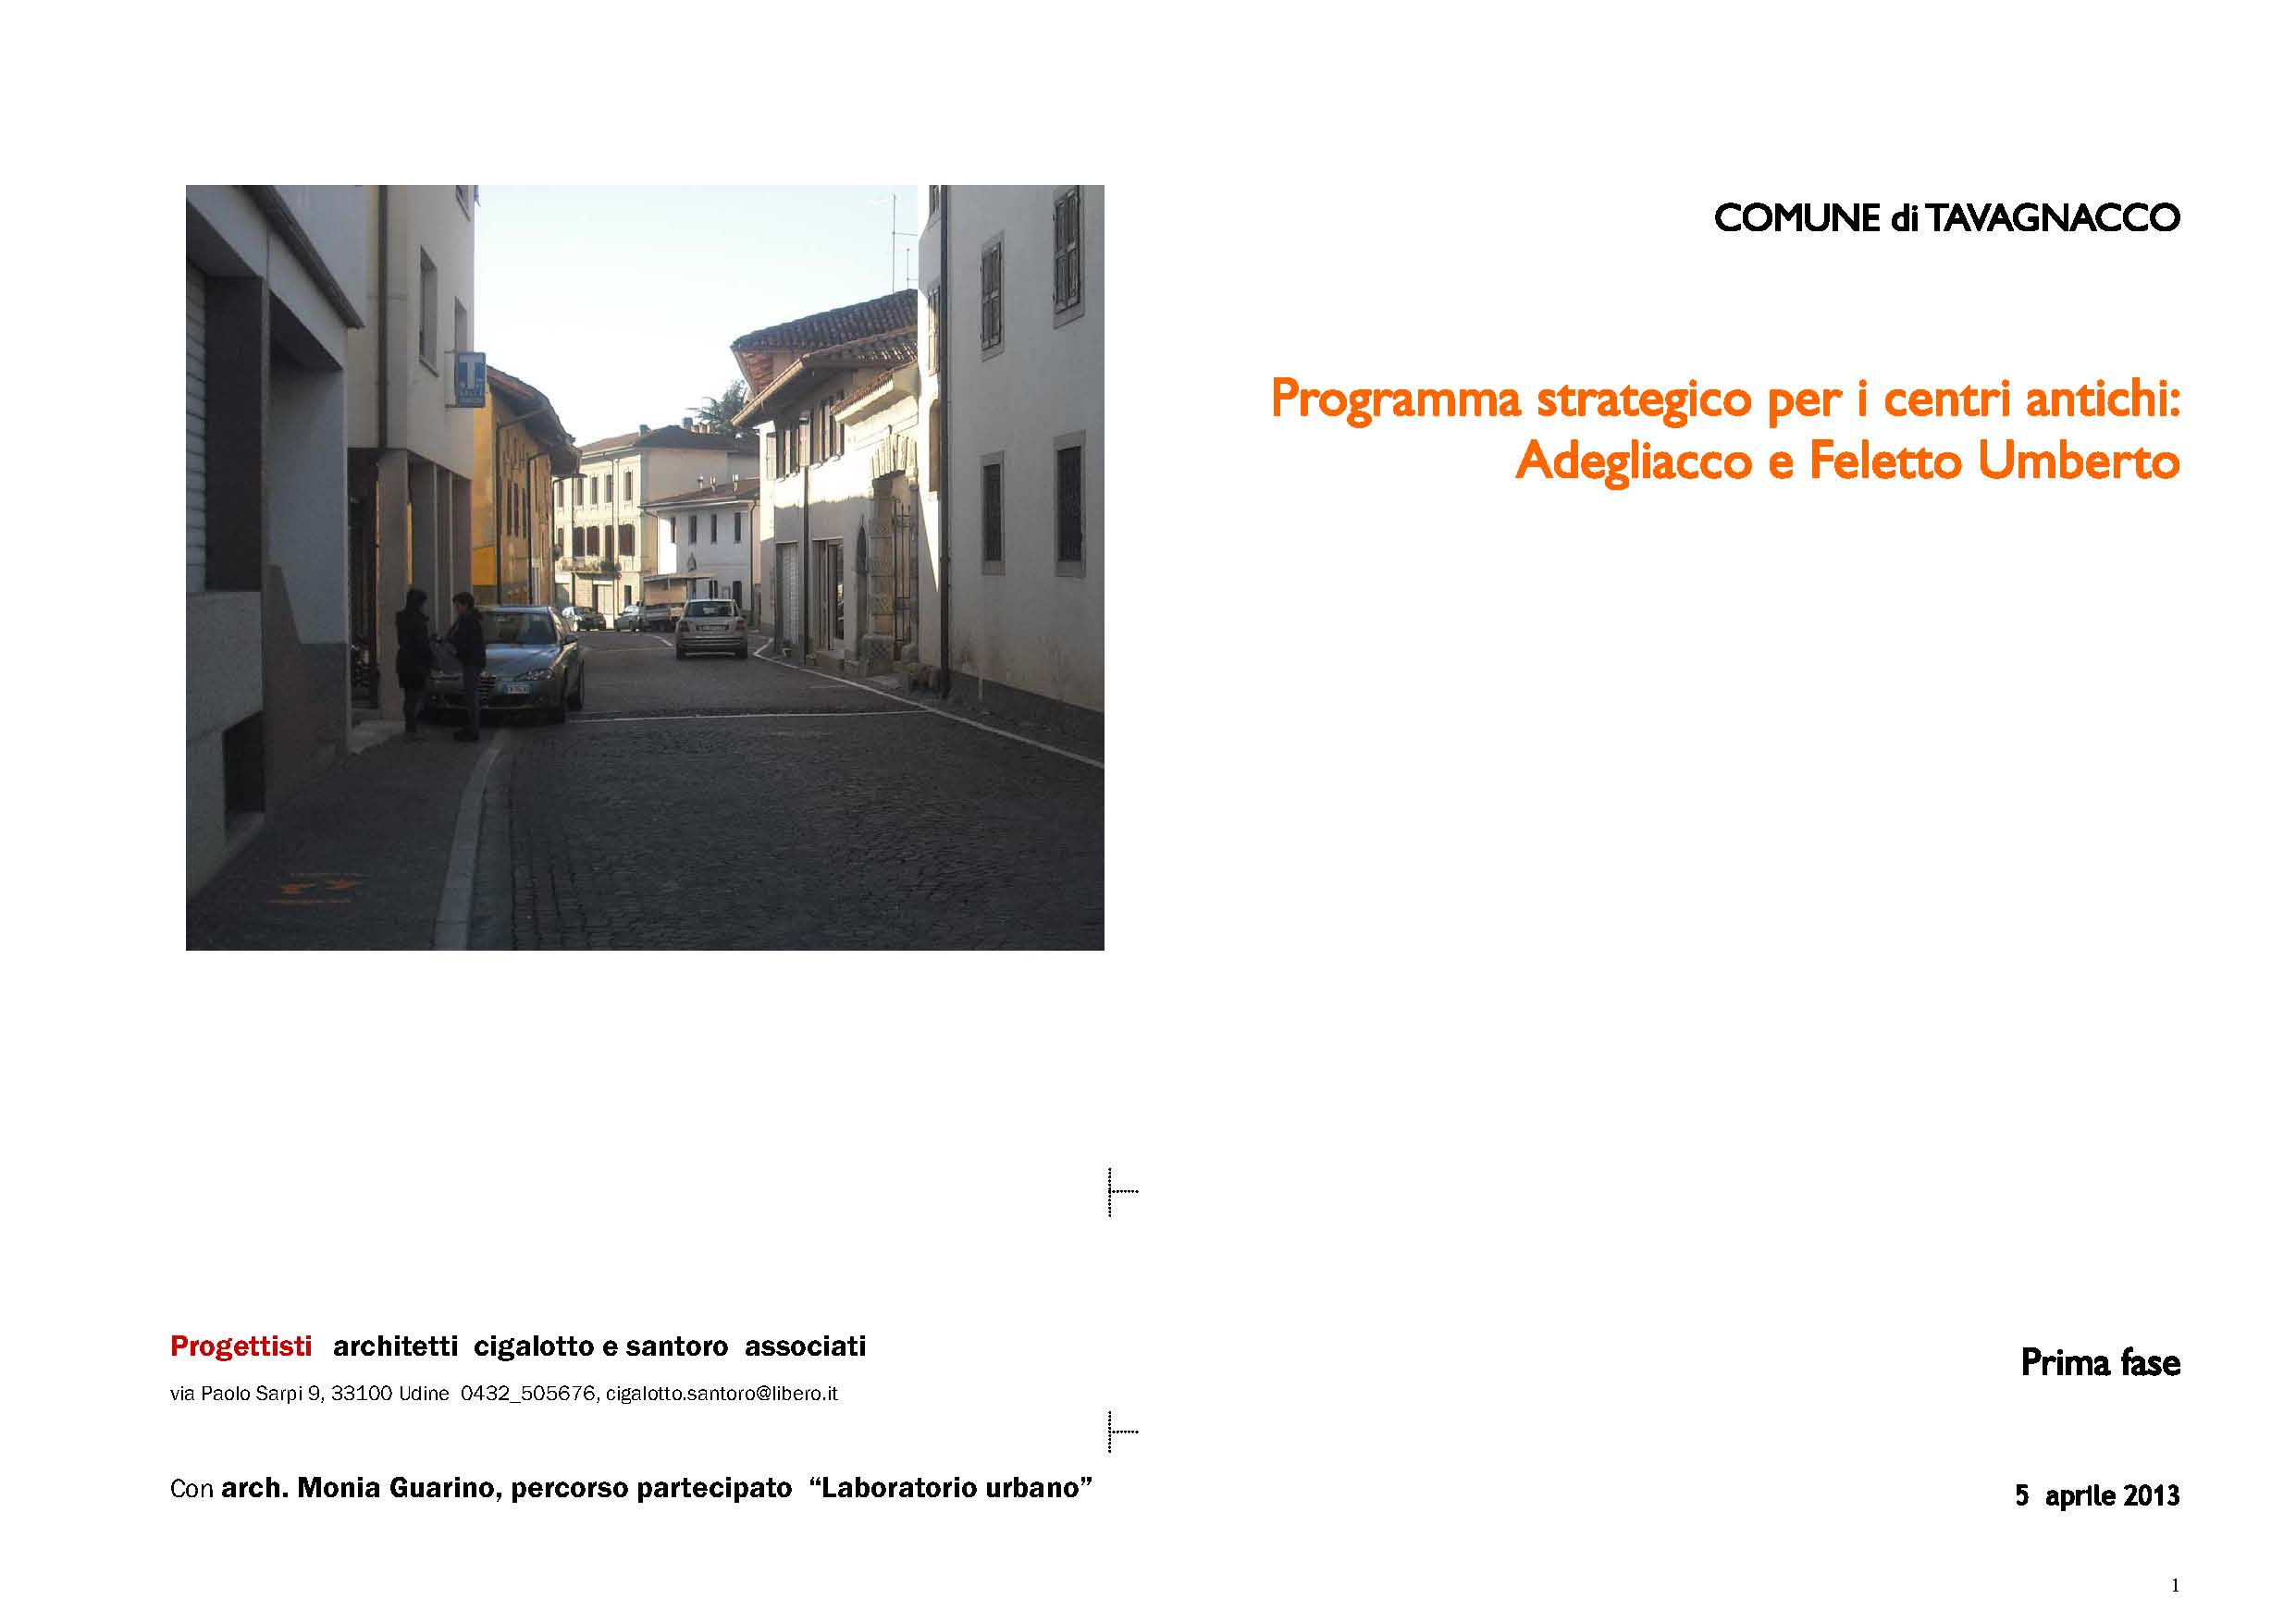 COMUNE di TAVAGNACCO
Programma strategico per i centri antichi:
Adegliacco e Feletto Umberto
T
Progettisti architetti cigalotto e santoro associati
via Paolo Sarpi 9, 33100 Udine 0432_505676, cigalotto.santoro@libero.it
Con arch. Monia Guarino, percorso partecipato “Laboratorio urbano”
Prima fase
5 aprile 2013
1